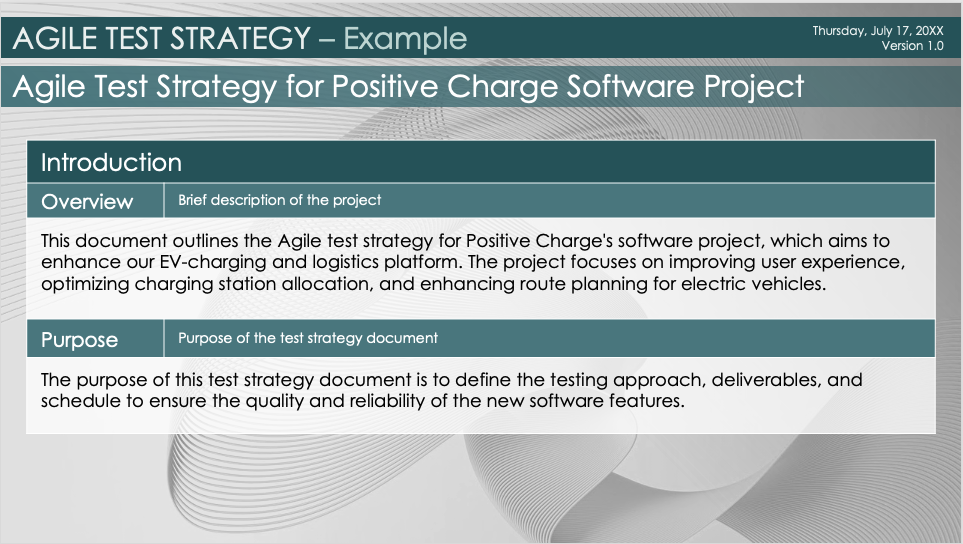 AGILE TEST STRATEGY – Example
Thursday, July 17, 20XX
Version 1.0
Agile Test Strategy for Positive Charge Software Project
Introduction
Overview
Brief description of the project
This document outlines the Agile test strategy for Positive Charge's software project, which aims to
enhance our EV-charging and logistics platform. The project focuses on improving user experience,
optimizing charging station allocation, and enhancing route planning for electric vehicles.
Purpose
Purpose of the test strategy document
The purpose of this test strategy document is to define the testing approach, deliverables, and
schedule to ensure the quality and reliability of the new software features.